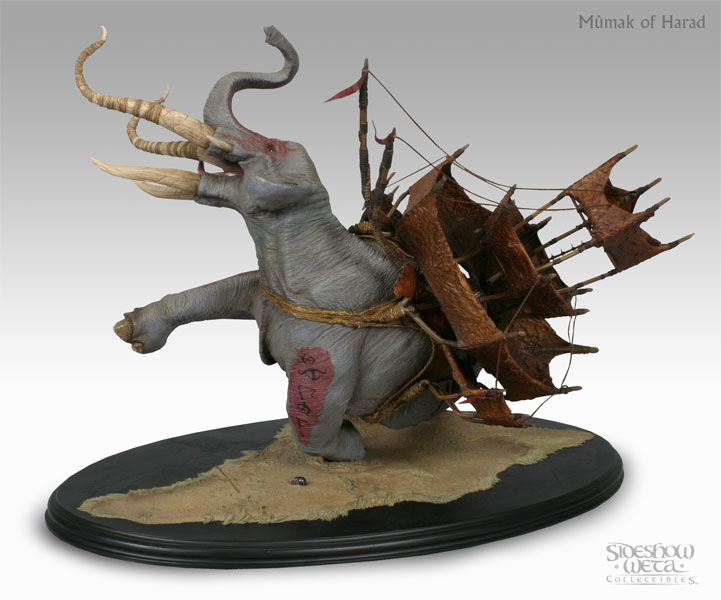 Mûmak of Harad
SIDESHOW
WETA
COLLECTIBLES.